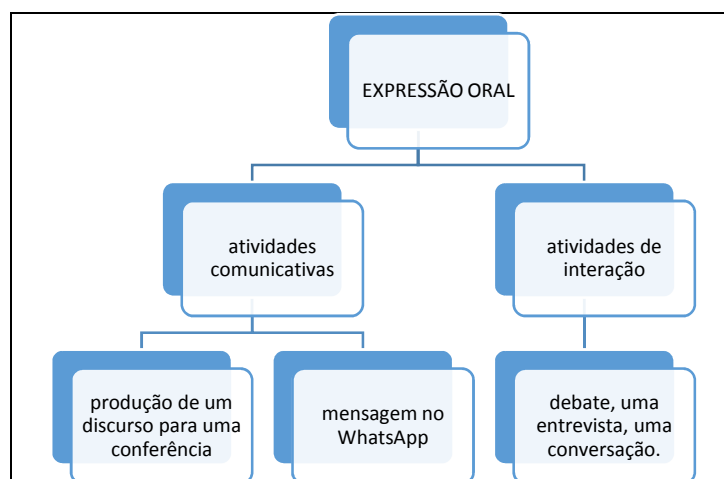 EXPRESSÃO ORAL
atividades
comunicativas
atividades de
interação
produção de um
discurso para uma
conferência
mensagem no
WhatsApp
debate, uma
entrevista, uma
conversação.